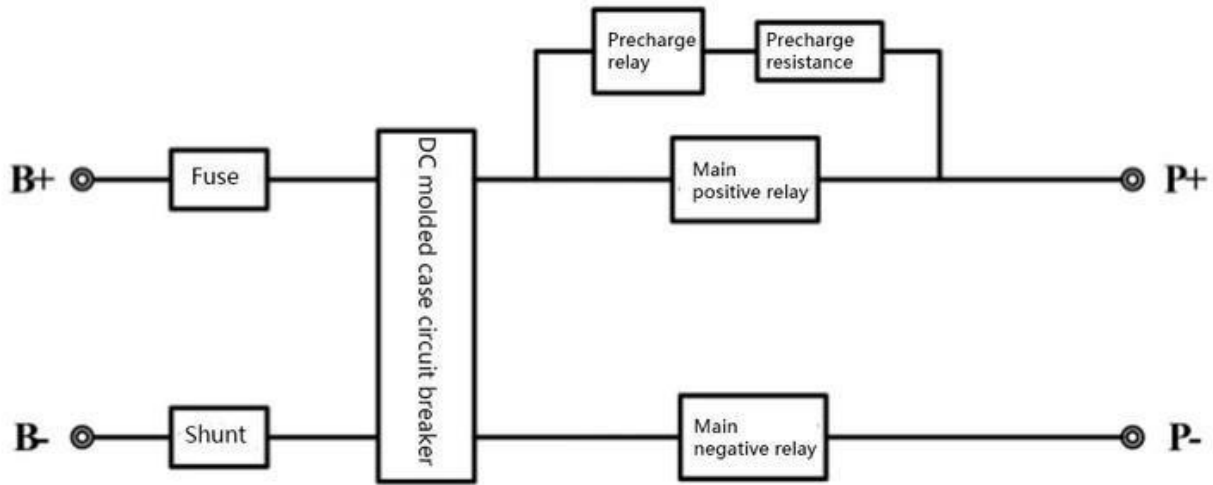 Precharge
relay
Precharge
resistance
B+
Fuse
DC molded case circuit breaker
Main
positive relay
P+
B-
Shunt
Main
negative relay
P-